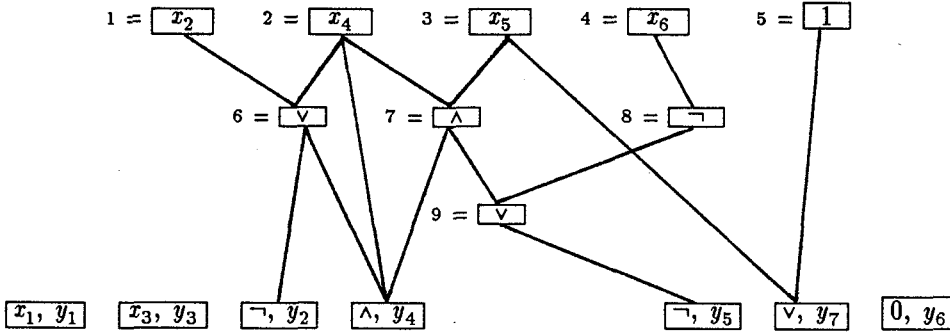 1 = x₂ 2 = x₄ 3 = x₅ 4 = x₆ 5 = 1
6 = ∨ 7 = ∧ 8 = ¬
9 = ∨
x₁, y₁ x₃, y₃ ¬, y₂ ∧, y₄ ¬, y₅ ∨, y₇ 0, y₆